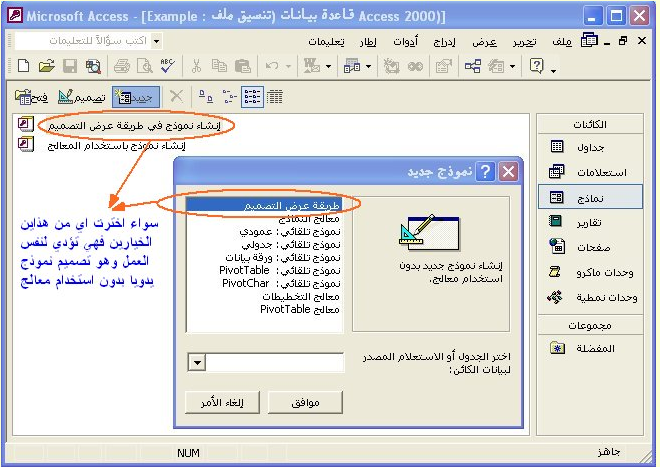 Microsoft Access - [Example : قاعدة بيانات (تنسيق ملف Access 2000)]
ملف تحرير عرض إدراج أدوات إطار تعليمات
اكتب سؤالاً للتعليمات
فتح تصميم جديد
الكائنات
جداول
استعلامات
نماذج
تقارير
صفحات
وحدات ماكرو
وحدات نمطية
مجموعات
المفضلة
إنشاء نموذج في طريقة عرض التصميم
إنشاء نموذج باستخدام المعالج
سواء اخترت اي من هذاين
الخيارين فهي تؤدي لنفس
العمل وهو تصميم نموذج
يدويا بدون استخدام معالج
نموذج جديد
إنشاء نموذج جديد بدون
استخدام معالج.
طريقة عرض التصميم
معالج النماذج
نموذج تلقائي: عمودي
نموذج تلقائي: جدولي
نموذج تلقائي: ورقة بيانات
نموذج تلقائي: PivotTable
نموذج تلقائي: PivotChar
معالج التخطيطات
معالج PivotTable
اختر الجدول أو الاستعلام المصدر
لبيانات الكائن:
موافق
إلغاء الأمر
جاهز
NUM